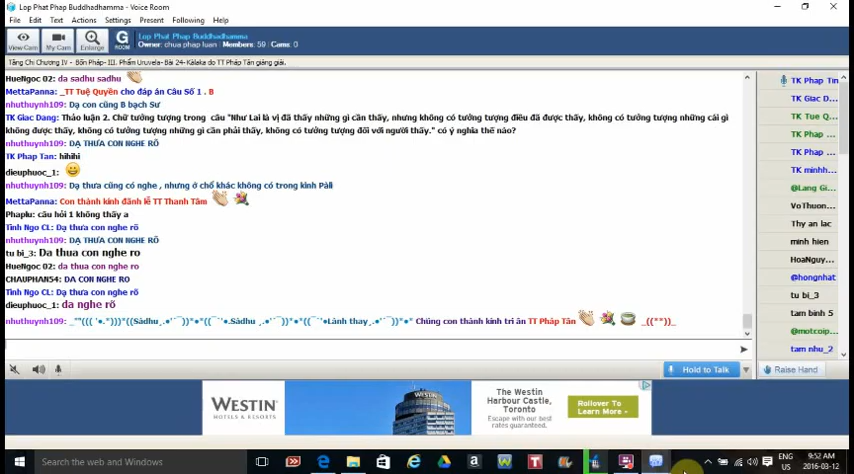 Lop Phat Phap Buddhadhamma - Voice Room
File Edit Text Actions Settings Present Following Help
View Cam My Cam Enlarge G ROOM
Lop Phat Phap Buddhadhamma
Owner: chua phap luan · Members: 59 · Cams: 0
Tăng Chi Chương IV - Bốn Pháp- III. Phẩm Uruvela- Bài 24-Kàlaka do TT Pháp Tân giảng giải.
HueNgoc 02: da sadhu sadhu
MettaPanna: _TT Tuệ Quyền cho đáp án Câu Số 1 . B
nhuthuynh109: Dạ con cũng B bạch Sư
TK Giac Dang: Thảo luận 2. Chữ tưởng tượng trong câu "Như Lai là vị đã thấy những gì cần thấy, nhưng không có tưởng tượng điều đã được thấy, không có tưởng tượng những cái gì
không được thấy, không có tưởng tượng những gì cần phải thấy, không có tưởng tượng đối với người thấy." có ý nghĩa thế nào?
nhuthuynh109: DẠ THƯA CON NGHE RÕ
TK Phap Tan: hihihi
dieuphuoc_1:
nhuthuynh109: Dạ thưa cũng có nghe , nhưng ở chổ khác không có trong kinh Pàli
MettaPanna: Con thành kính đãnh lễ TT Thanh Tâm
Phaplu: câu hỏi 1 không thấy a
Tinh Ngo CL: Dạ thưa con nghe rõ
nhuthuynh109: DẠ THƯA CON NGHE RÕ
tu bi_3: Da thua con nghe ro
HueNgoc 02: da thua con nghe ro
CHAUPHAN54: DA CON NGHE RO
Tinh Ngo CL: Dạ thưa con nghe rõ
dieuphuoc_1: da nghe rõ
nhuthuynh109: Sàdhu Sàdhu Lành thay Chúng con thành kính tri ân TT Pháp Tân
TK Phap Tan
TK Giac D...
TK Tue Q...
TK Phap ...
TK Phap ...
TK minhh...
@Lang Gi...
VoThuon...
Thy an lac
minh hien
HoaNguy...
@hongnhat
tu bi_3
tam binh 5
@motcoip...
tam nhu_2
Hold to Talk
Raise Hand
WESTIN
HOTELS & RESORTS
WESTIN
The Westin
Harbour Castle,
Toronto
Escape with our best
rates guaranteed.
Rollover To
Learn More
Search the web and Windows
ENG
US
9:52 AM
2016-03-12